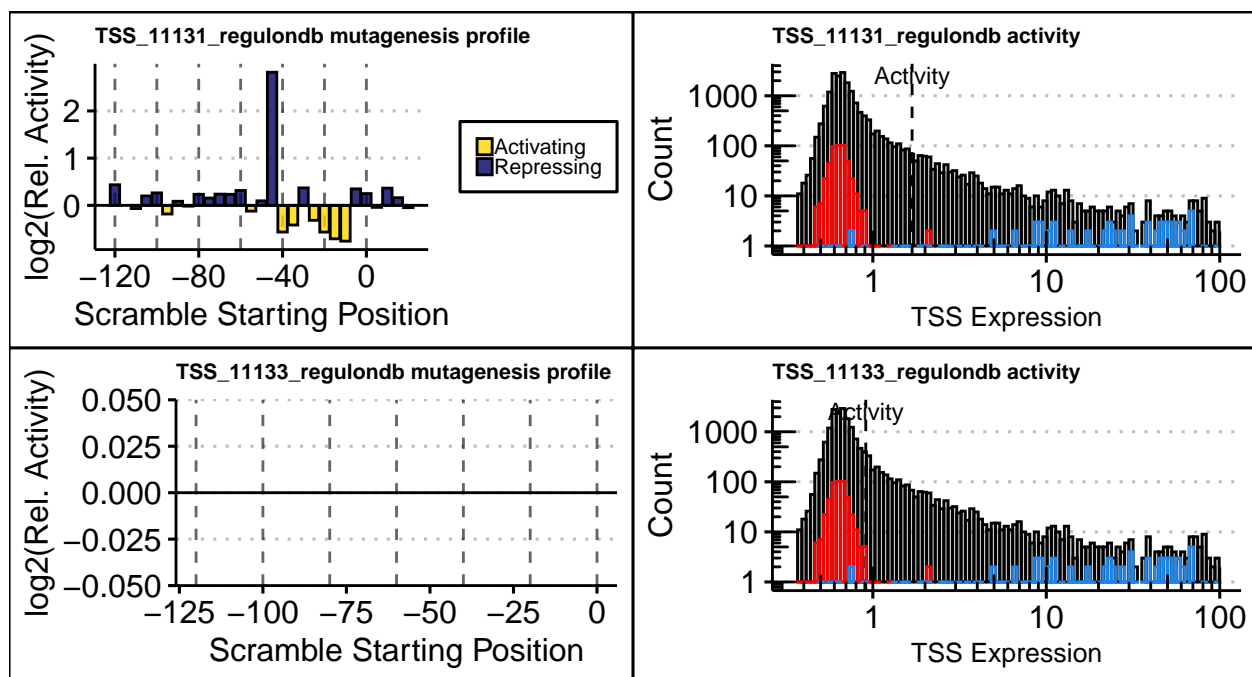 TSS_11131_regulondb mutagenesis profile
log2(Rel. Activity)
2
1
0
−120
−80
−40
0
Scramble Starting Position
Activating
Repressing
TSS_11131_regulondb activity
Activity
Count
1000
100
10
1
1
10
100
TSS Expression
TSS_11133_regulondb mutagenesis profile
log2(Rel. Activity)
0.050
0.025
0.000
−0.025
−0.050
−125
−100
−75
−50
−25
0
Scramble Starting Position
TSS_11133_regulondb activity
Activity
Count
1000
100
10
1
1
10
100
TSS Expression